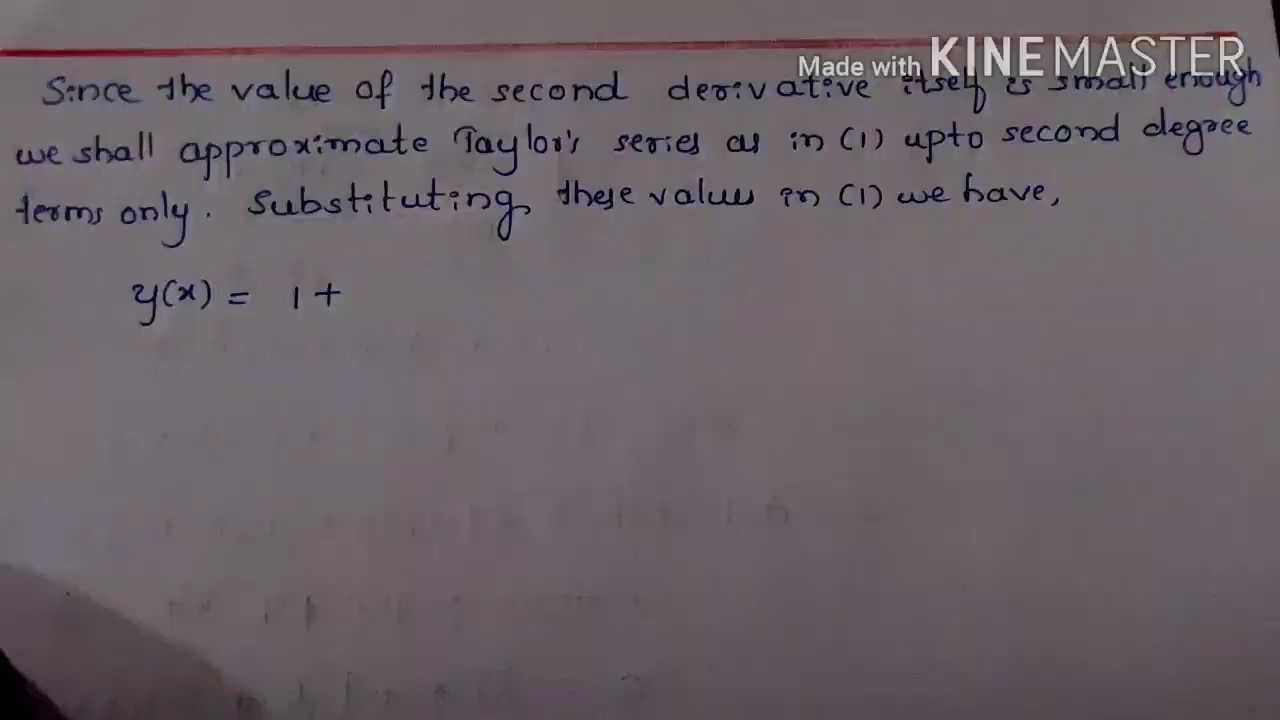 Made with KINEMASTER
Since the value of the second derivative itself is small enough
we shall approximate Taylor's series as in (1) upto second degree
terms only. Substituting these values in (1) we have,
y(x) = 1 +